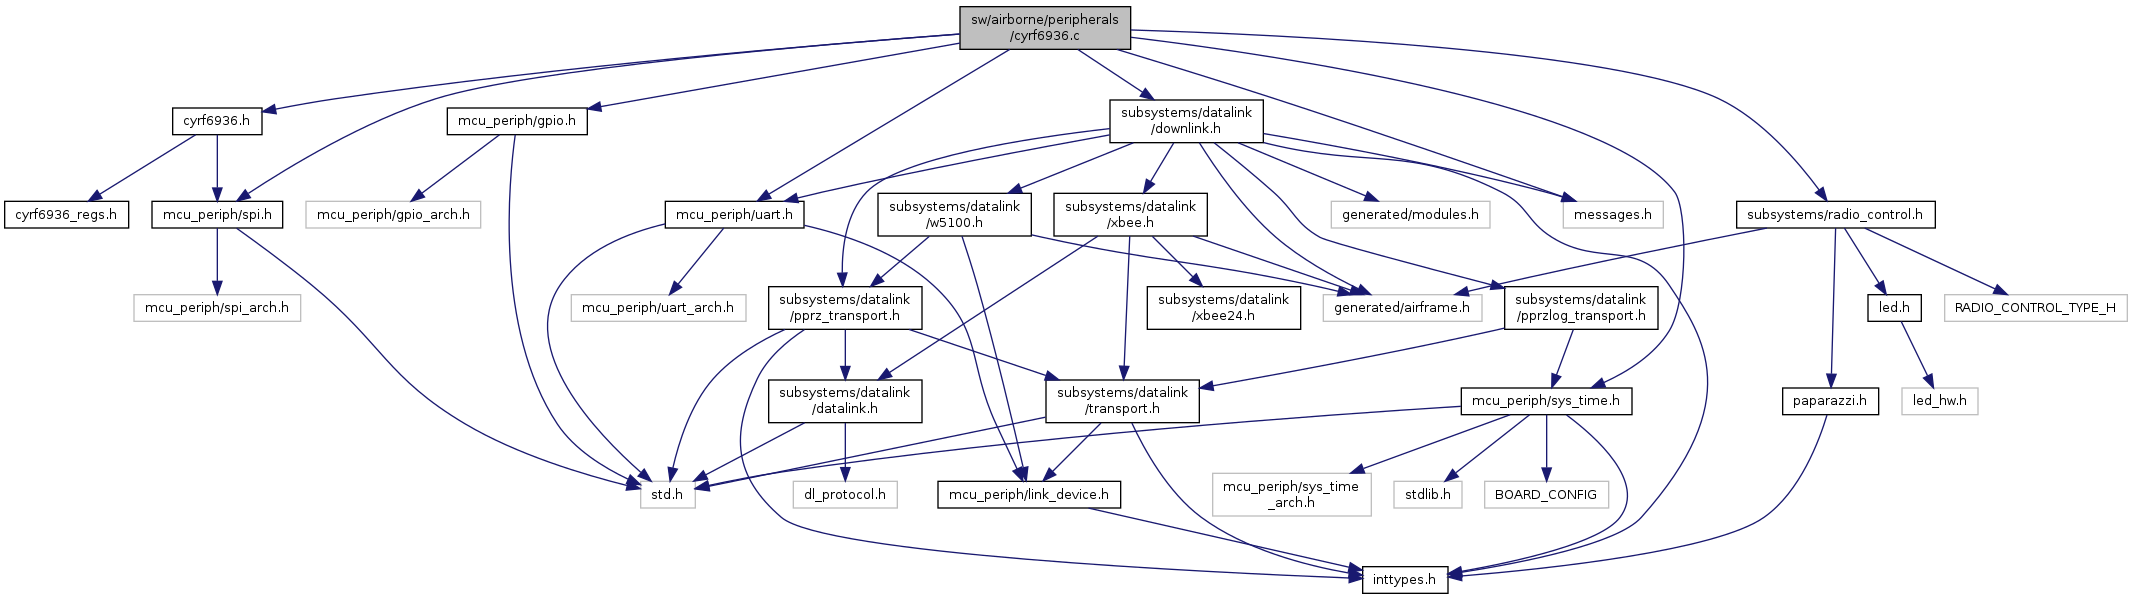 sw/airborne/peripherals
/cyrf6936.c
cyrf6936.h
mcu_periph/gpio.h
subsystems/datalink
/downlink.h
cyrf6936_regs.h
mcu_periph/spi.h
mcu_periph/gpio_arch.h
mcu_periph/uart.h
subsystems/datalink
/w5100.h
subsystems/datalink
/xbee.h
generated/modules.h
messages.h
subsystems/radio_control.h
mcu_periph/spi_arch.h
mcu_periph/uart_arch.h
subsystems/datalink
/pprz_transport.h
subsystems/datalink
/xbee24.h
generated/airframe.h
subsystems/datalink
/pprzlog_transport.h
led.h
RADIO_CONTROL_TYPE_H
subsystems/datalink
/datalink.h
subsystems/datalink
/transport.h
mcu_periph/sys_time.h
paparazzi.h
led_hw.h
std.h
dl_protocol.h
mcu_periph/link_device.h
mcu_periph/sys_time
_arch.h
stdlib.h
BOARD_CONFIG
inttypes.h